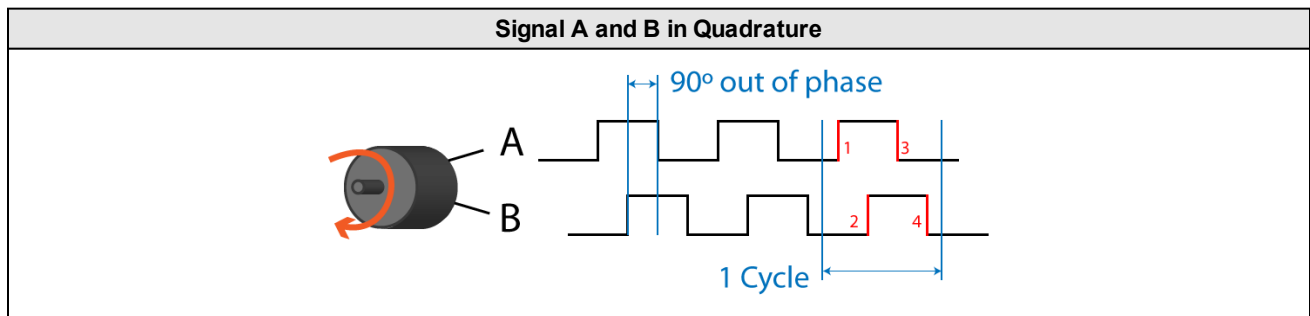 Signal A and B in Quadrature
90º out of phase
A
1
3
B
2
4
1 Cycle